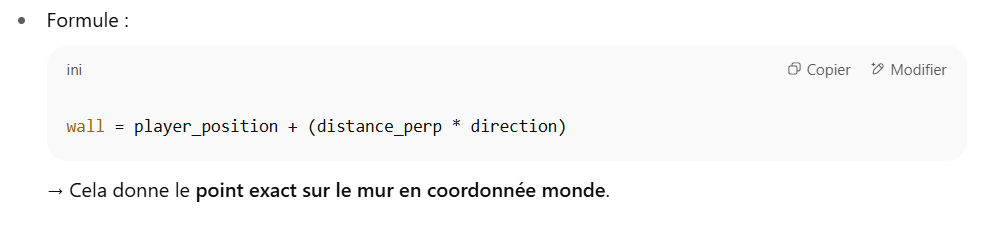 • Formule :
ini Copier Modifier
wall = player_position + (distance_perp * direction)
→ Cela donne le point exact sur le mur en coordonnée monde.